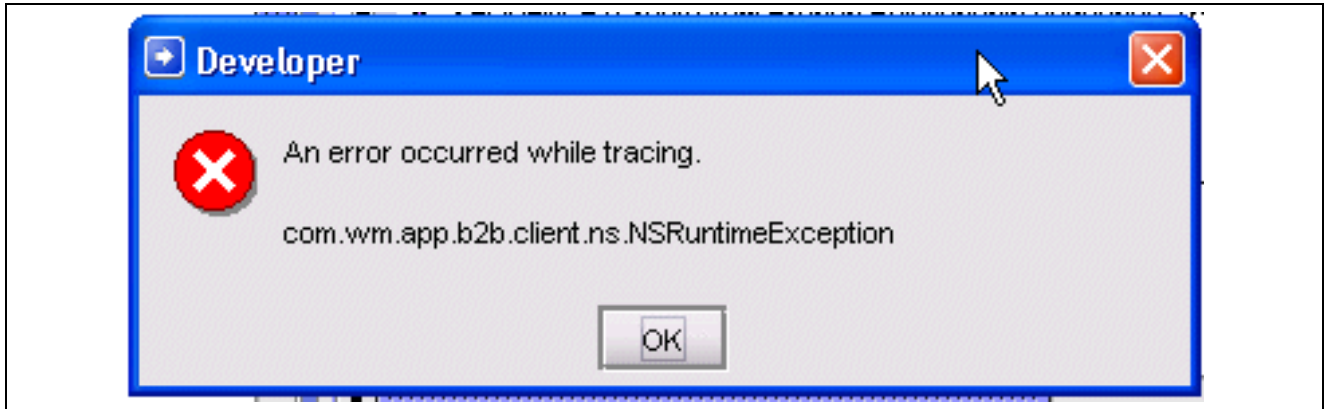 Developer
An error occurred while tracing.
com.wm.app.b2b.client.ns.NSRuntimeException
OK